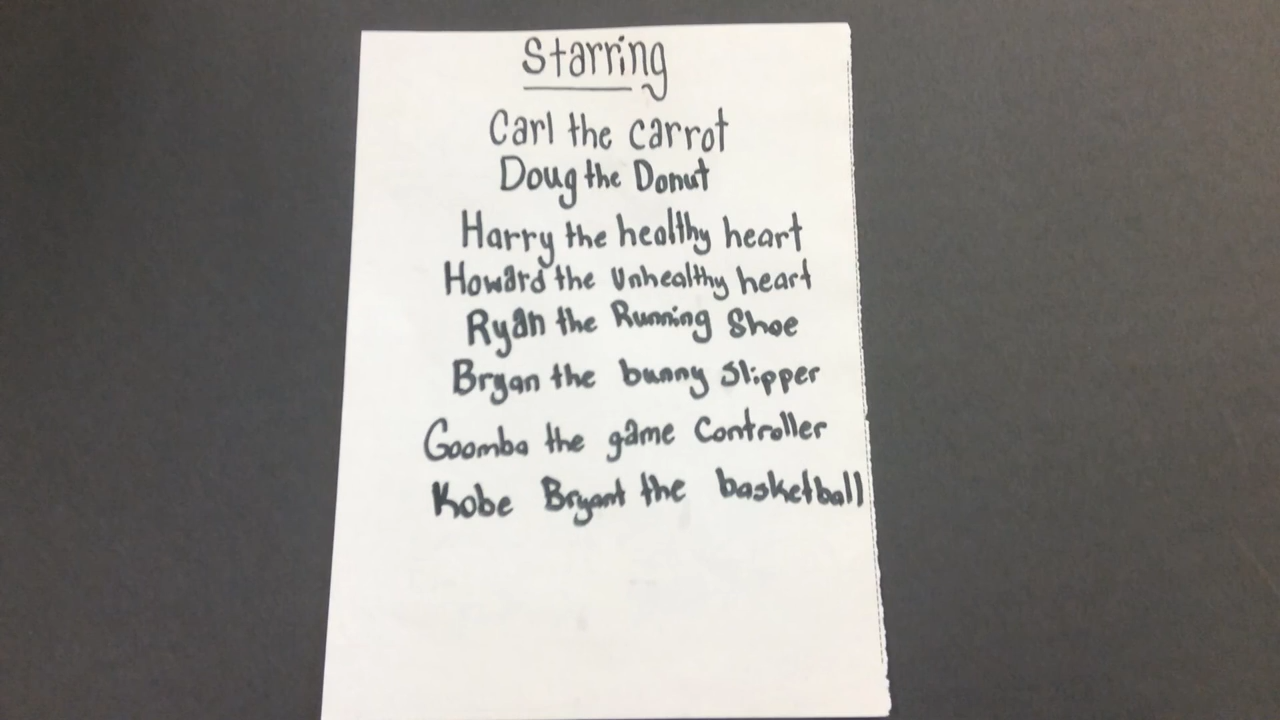 Starring
Carl the carrot
Doug the Donut
Harry the healthy heart
Howard the unhealthy heart
Ryan the Running Shoe
Bryan the bunny Slipper
Goomba the game Controller
Kobe Bryant the basketball